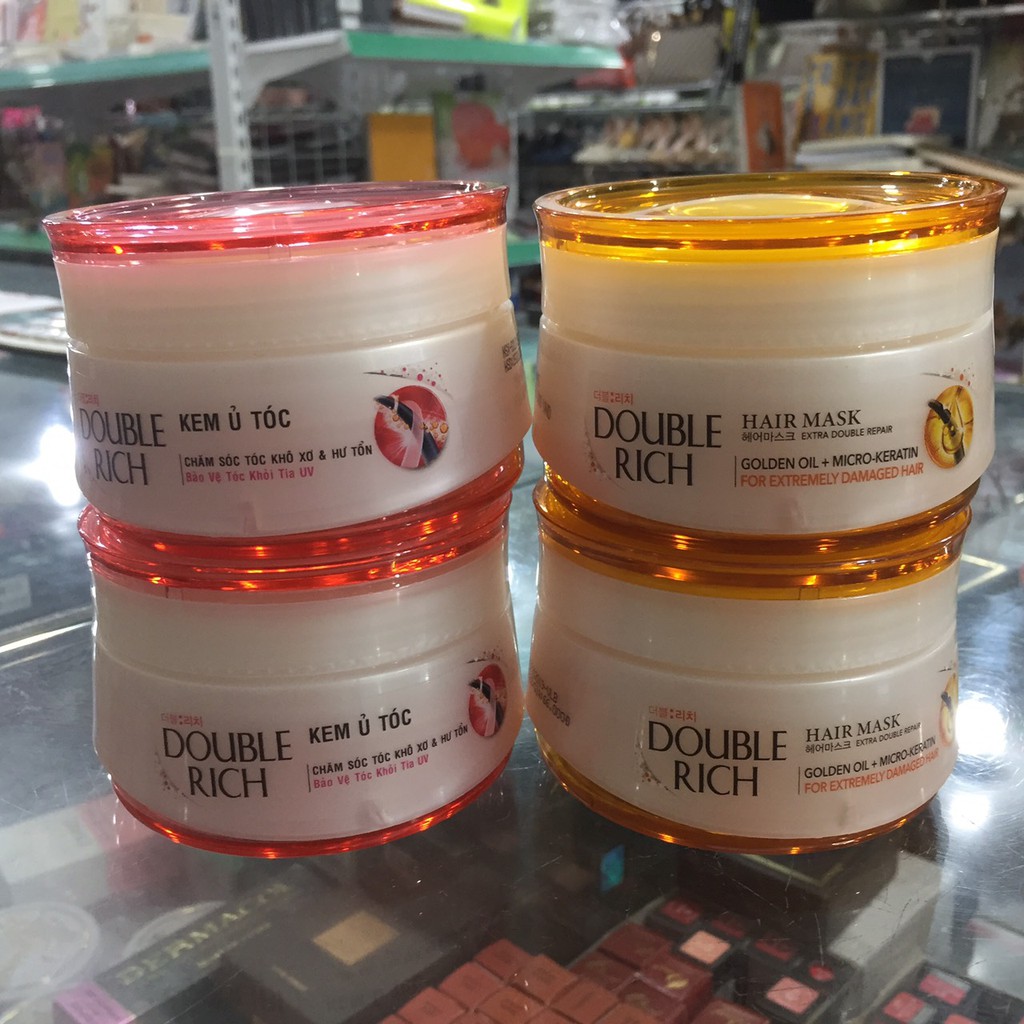 더블리치
DOUBLE
RICH
KEM Ủ TÓC
CHĂM SÓC TÓC KHÔ XƠ & HƯ TỔN
Bảo Vệ Tóc Khỏi Tia UV
더블리치
DOUBLE
RICH
HAIR MASK
헤어마스크 EXTRA DOUBLE REPAIR
GOLDEN OIL + MICRO-KERATIN
FOR EXTREMELY DAMAGED HAIR
더블리치
DOUBLE
RICH
KEM Ủ TÓC
CHĂM SÓC TÓC KHÔ XƠ & HƯ TỔN
Bảo Vệ Tóc Khỏi Tia UV
더블리치
DOUBLE
RICH
HAIR MASK
헤어마스크 EXTRA DOUBLE REPAIR
GOLDEN OIL + MICRO-KERATIN
FOR EXTREMELY DAMAGED HAIR